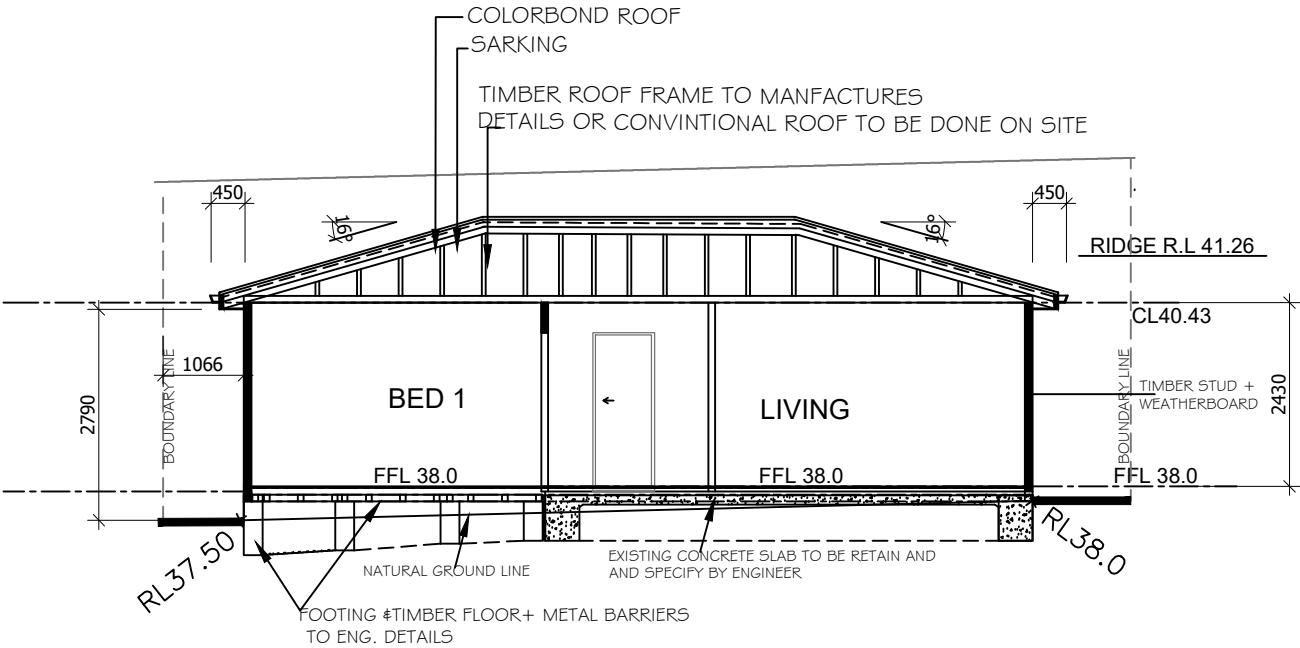 COLORBOND ROOF
SARKING
TIMBER ROOF FRAME TO MANFACTURES
DETAILS OR CONVINTIONAL ROOF TO BE DONE ON SITE
450
450
16°
16°
RIDGE R.L 41.26
CL40.43
1066
BOUNDARY LINE
BOUNDARY LINE
2790
2430
BED 1
LIVING
TIMBER STUD +
WEATHERBOARD
FFL 38.0
FFL 38.0
FFL 38.0
RL37.50
RL38.0
NATURAL GROUND LINE
EXISTING CONCRETE SLAB TO BE RETAIN AND
AND SPECIFY BY ENGINEER
FOOTING &TIMBER FLOOR+ METAL BARRIERS
TO ENG. DETAILS